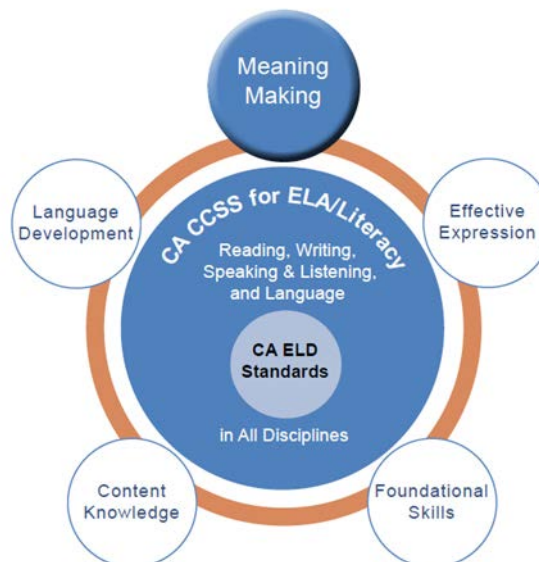 Meaning
Making
Language
Development
Effective
Expression
CA CCSS for ELA/Literacy
Reading, Writing,
Speaking & Listening,
and Language
CA ELD
Standards
in All Disciplines
Content
Knowledge
Foundational
Skills